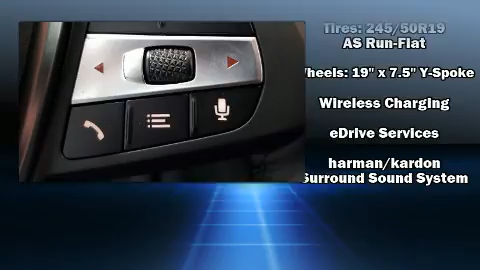 Tires: 245/50R19
AS Run-Flat
Wheels: 19" x 7.5" Y-Spoke
Wireless Charging
eDrive Services
harman/kardon
Surround Sound System